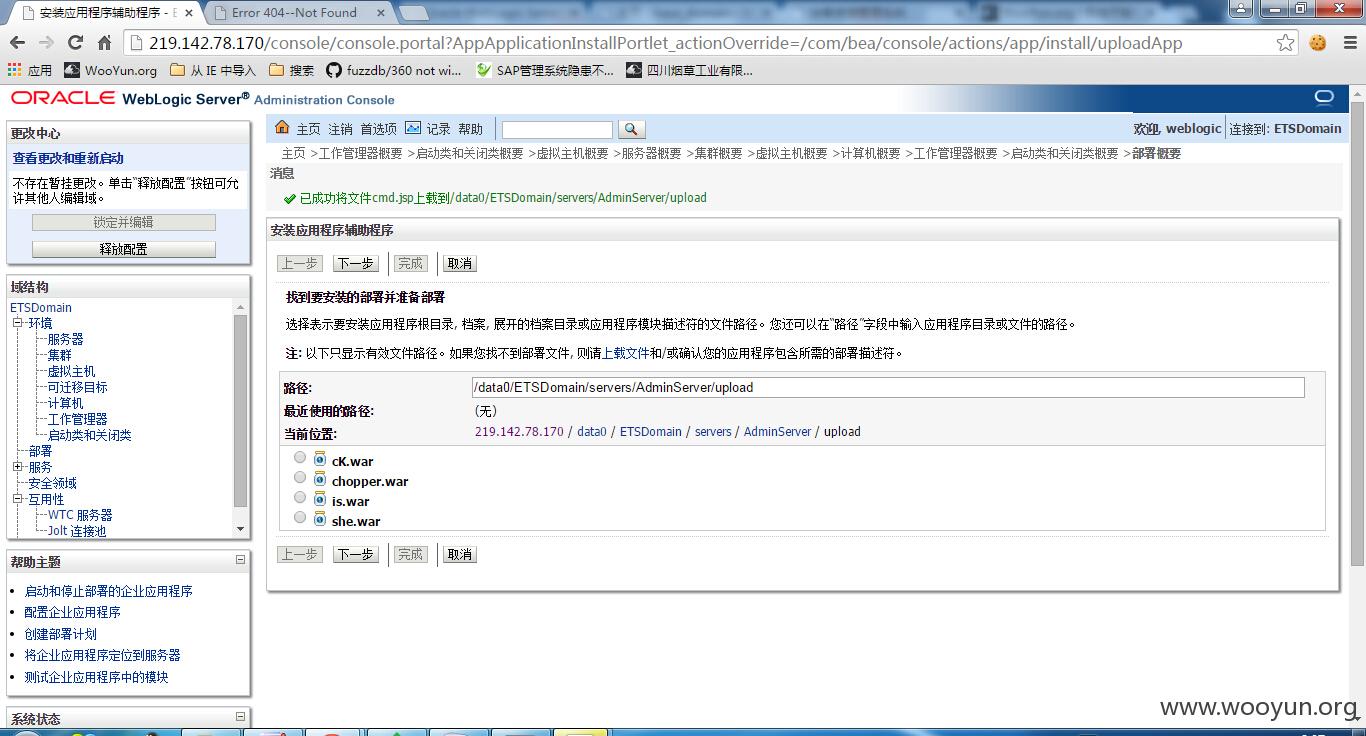 安装应用程序辅助程序 - E
Error 404--Not Found
219.142.78.170/console/console.portal?AppApplicationInstallPortlet_actionOverride=/com/bea/console/actions/app/install/uploadApp
应用 WooYun.org 从 IE 中导入 搜索 fuzzdb/360 not wi... SAP管理系统隐患不... 四川烟草工业有限...
ORACLE WebLogic Server® Administration Console
更改中心
查看更改和重新启动
不存在暂挂更改。单击“释放配置”按钮可允
许其他人编辑域。
锁定并编辑
释放配置
域结构
ETSDomain
环境
服务器
集群
虚拟主机
可迁移目标
计算机
工作管理器
启动类和关闭类
部署
服务
安全领域
互用性
WTC 服务器
Jolt 连接池
帮助主题
启动和停止部署的企业应用程序
配置企业应用程序
创建部署计划
将企业应用程序定位到服务器
测试企业应用程序中的模块
系统状态
主页 注销 首选项 记录 帮助
欢迎, weblogic 连接到: ETSDomain
主页 >工作管理器概要 >启动类和关闭类概要 >虚拟主机概要 >服务器概要 >集群概要 >虚拟主机概要 >计算机概要 >工作管理器概要 >启动类和关闭类概要 >部署概要
消息
已成功将文件cmd.jsp上载到/data0/ETSDomain/servers/AdminServer/upload
安装应用程序辅助程序
上一步 下一步 完成 取消
找到要安装的部署并准备部署
选择表示要安装应用程序根目录, 档案, 展开的档案目录或应用程序模块描述符的文件路径。您还可以在“路径”字段中输入应用程序目录或文件的路径。
注: 以下只显示有效文件路径。如果您找不到部署文件, 则请上载文件和/或确认您的应用程序包含所需的部署描述符。
路径: /data0/ETSDomain/servers/AdminServer/upload
最近使用的路径: (无)
当前位置: 219.142.78.170 / data0 / ETSDomain / servers / AdminServer / upload
cK.war
chopper.war
is.war
she.war
上一步 下一步 完成 取消
www.wooyun.org